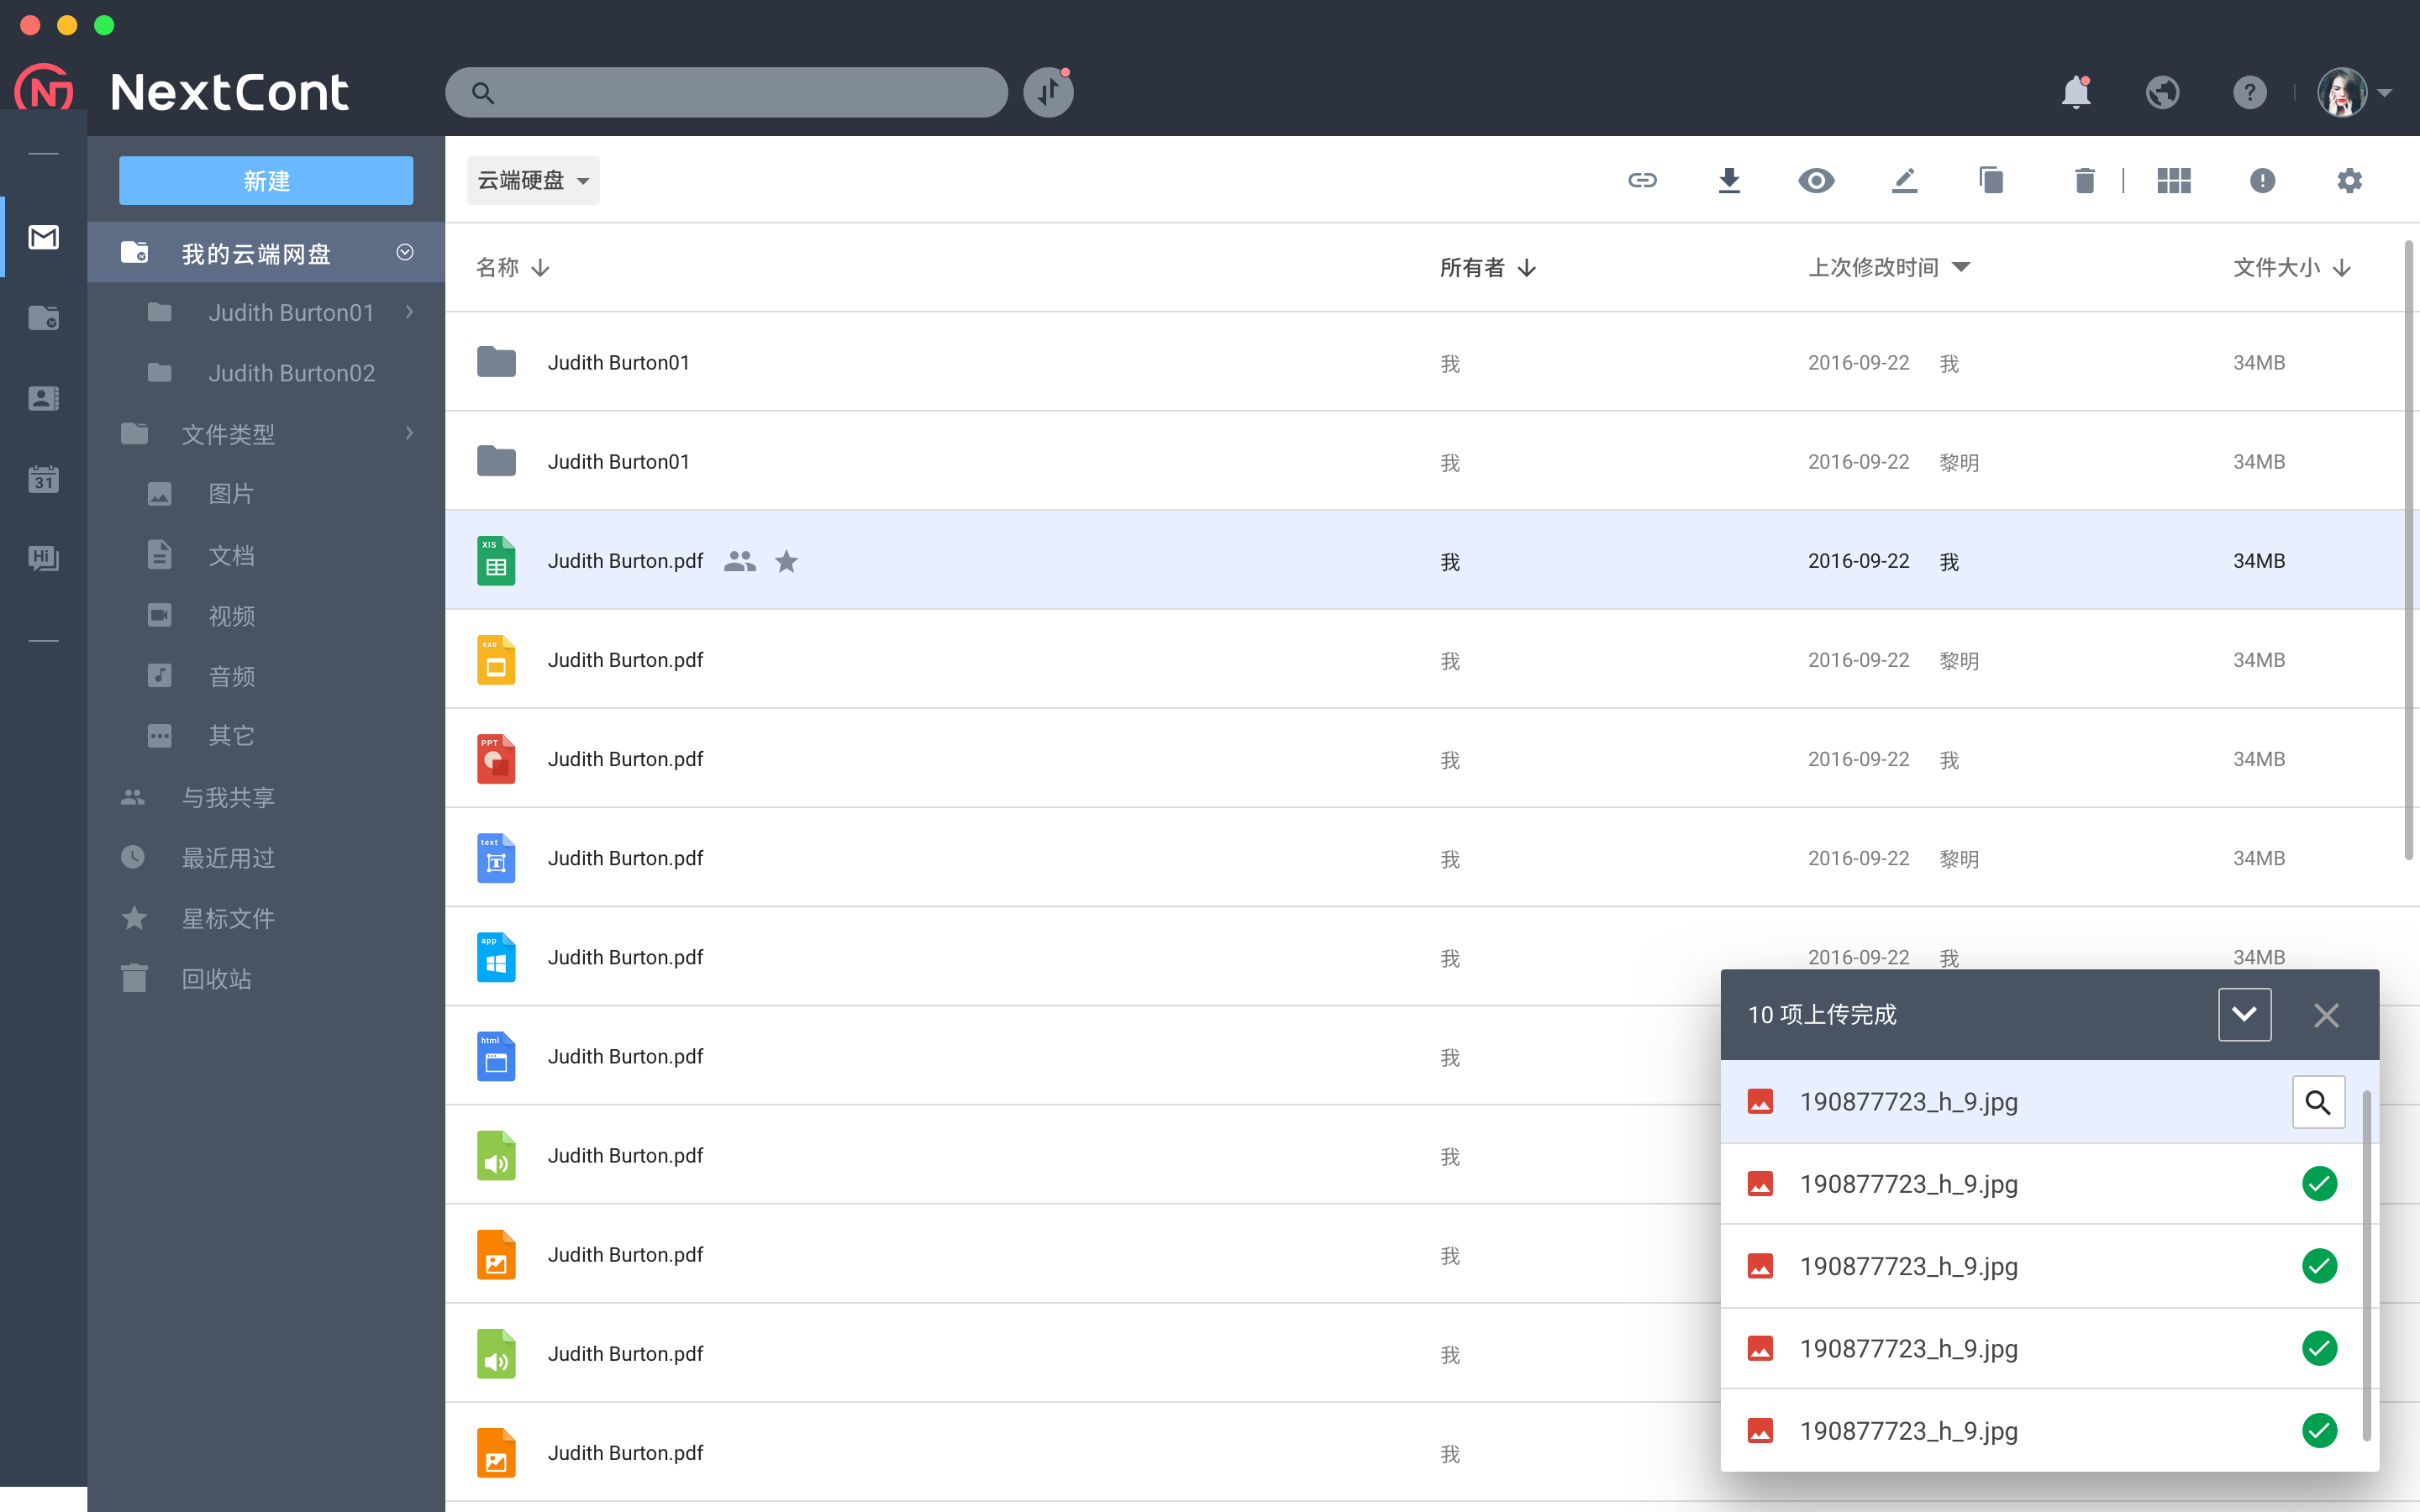 NextCont
新建
云端硬盘
我的云端网盘
Judith Burton01
Judith Burton02
文件类型
图片
文档
视频
音频
其它
与我共享
最近用过
星标文件
回收站
31
Hi
名称 所有者 上次修改时间 文件大小
Judith Burton01 我 2016-09-22 我 34MB
Judith Burton01 我 2016-09-22 黎明 34MB
XIS Judith Burton.pdf 我 2016-09-22 我 34MB
exe Judith Burton.pdf 我 2016-09-22 黎明 34MB
PPT Judith Burton.pdf 我 2016-09-22 我 34MB
text Judith Burton.pdf 我 2016-09-22 黎明 34MB
app Judith Burton.pdf 我 2016-09-22 我 34MB
html Judith Burton.pdf 我
Judith Burton.pdf 我
Judith Burton.pdf 我
Judith Burton.pdf 我
Judith Burton.pdf 我
10 项上传完成
190877723_h_9.jpg
190877723_h_9.jpg
190877723_h_9.jpg
190877723_h_9.jpg
190877723_h_9.jpg